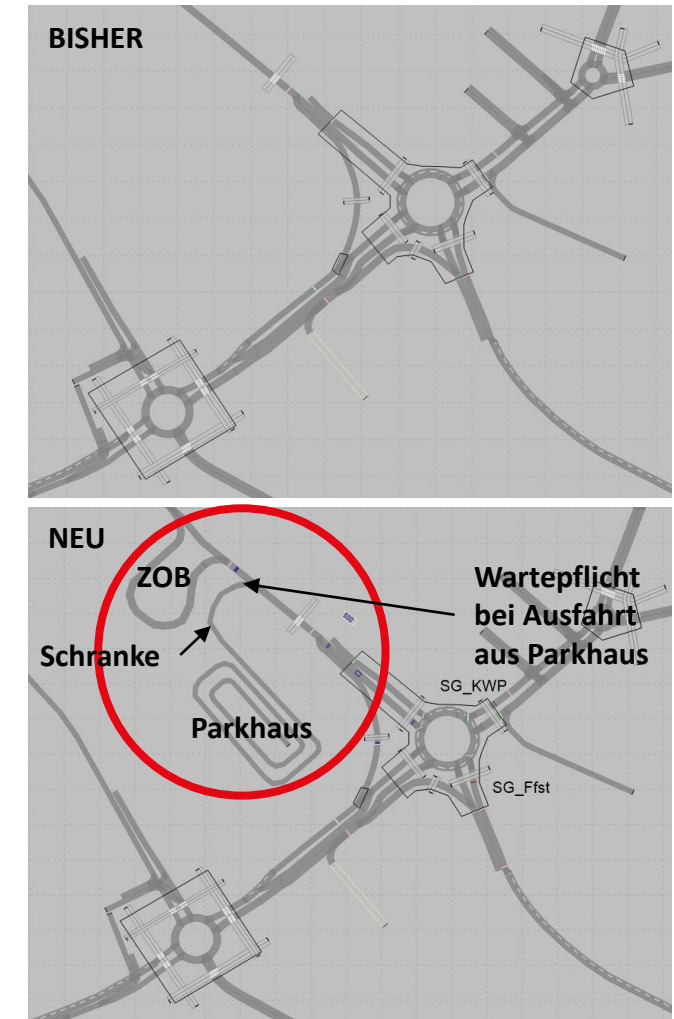 BISHER
NEU
ZOB
Wartepflicht
bei Ausfahrt
aus Parkhaus
Schranke
SG_KWP
Parkhaus
SG_Ffst